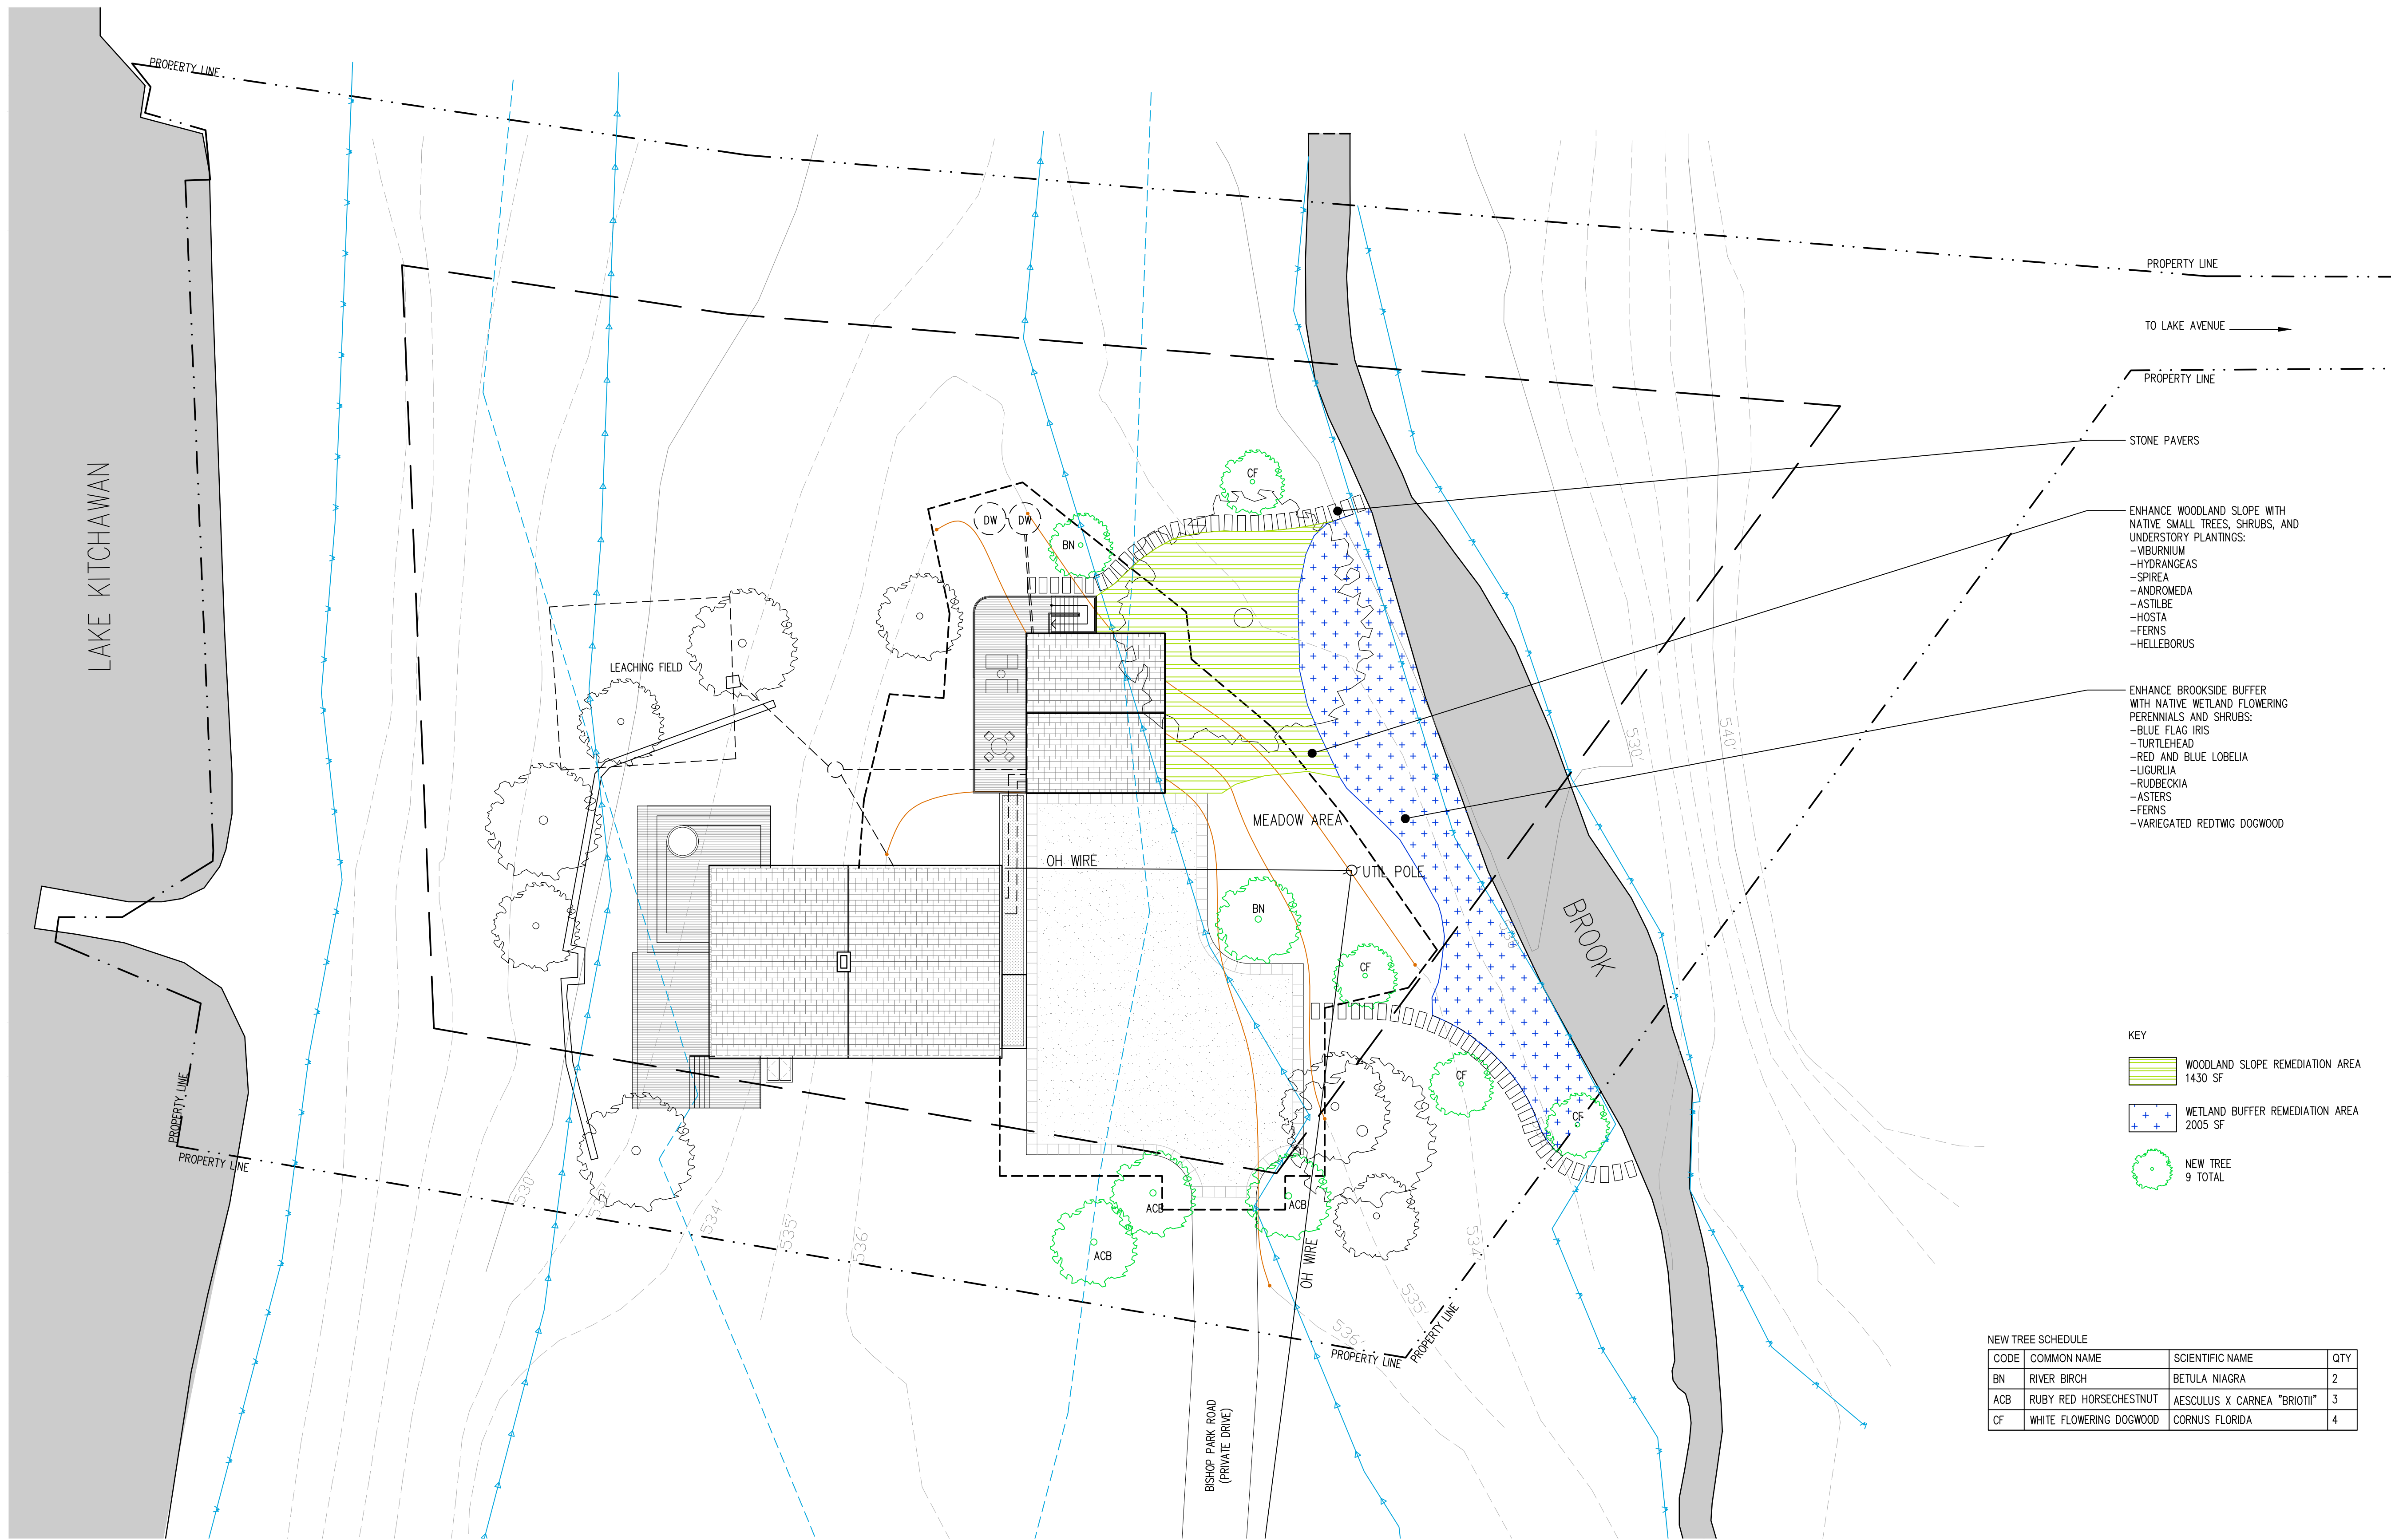 PROPERTY LINE
PROPERTY LINE
TO LAKE AVENUE
PROPERTY LINE
STONE PAVERS
ENHANCE WOODLAND SLOPE WITH
NATIVE SMALL TREES, SHRUBS, AND
UNDERSTORY PLANTINGS:
-VIBURNIUM
-HYDRANGEAS
-SPIREA
-ANDROMEDA
-ASTILBE
-HOSTA
-FERNS
-HELLEBORUS
ENHANCE BROOKSIDE BUFFER
WITH NATIVE WETLAND FLOWERING
PERENNIALS AND SHRUBS:
-BLUE FLAG IRIS
-TURTLEHEAD
-RED AND BLUE LOBELIA
-LIGURLIA
-RUDBECKIA
-ASTERS
-FERNS
-VARIEGATED REDTWIG DOGWOOD
LAKE KITCHAWAN
CF
DW
DW
BN
LEACHING FIELD
530'
540'
MEADOW AREA
OH WIRE
UTIL POLE
BN
BROOK
CF
CF
CF
KEY
WOODLAND SLOPE REMEDIATION AREA
1430 SF
WETLAND BUFFER REMEDIATION AREA
2005 SF
NEW TREE
9 TOTAL
PROPERTY LINE
PROPERTY LINE
530'
534'
535'
536'
ACB
ACB
ACB
OH WIRE
534'
535'
536'
PROPERTY LINE
PROPERTY LINE
BISHOP PARK ROAD
(PRIVATE DRIVE)
NEW TREE SCHEDULE
CODE COMMON NAME SCIENTIFIC NAME QTY
BN RIVER BIRCH BETULA NIAGRA 2
ACB RUBY RED HORSECHESTNUT AESCULUS X CARNEA "BRIOTII" 3
CF WHITE FLOWERING DOGWOOD CORNUS FLORIDA 4